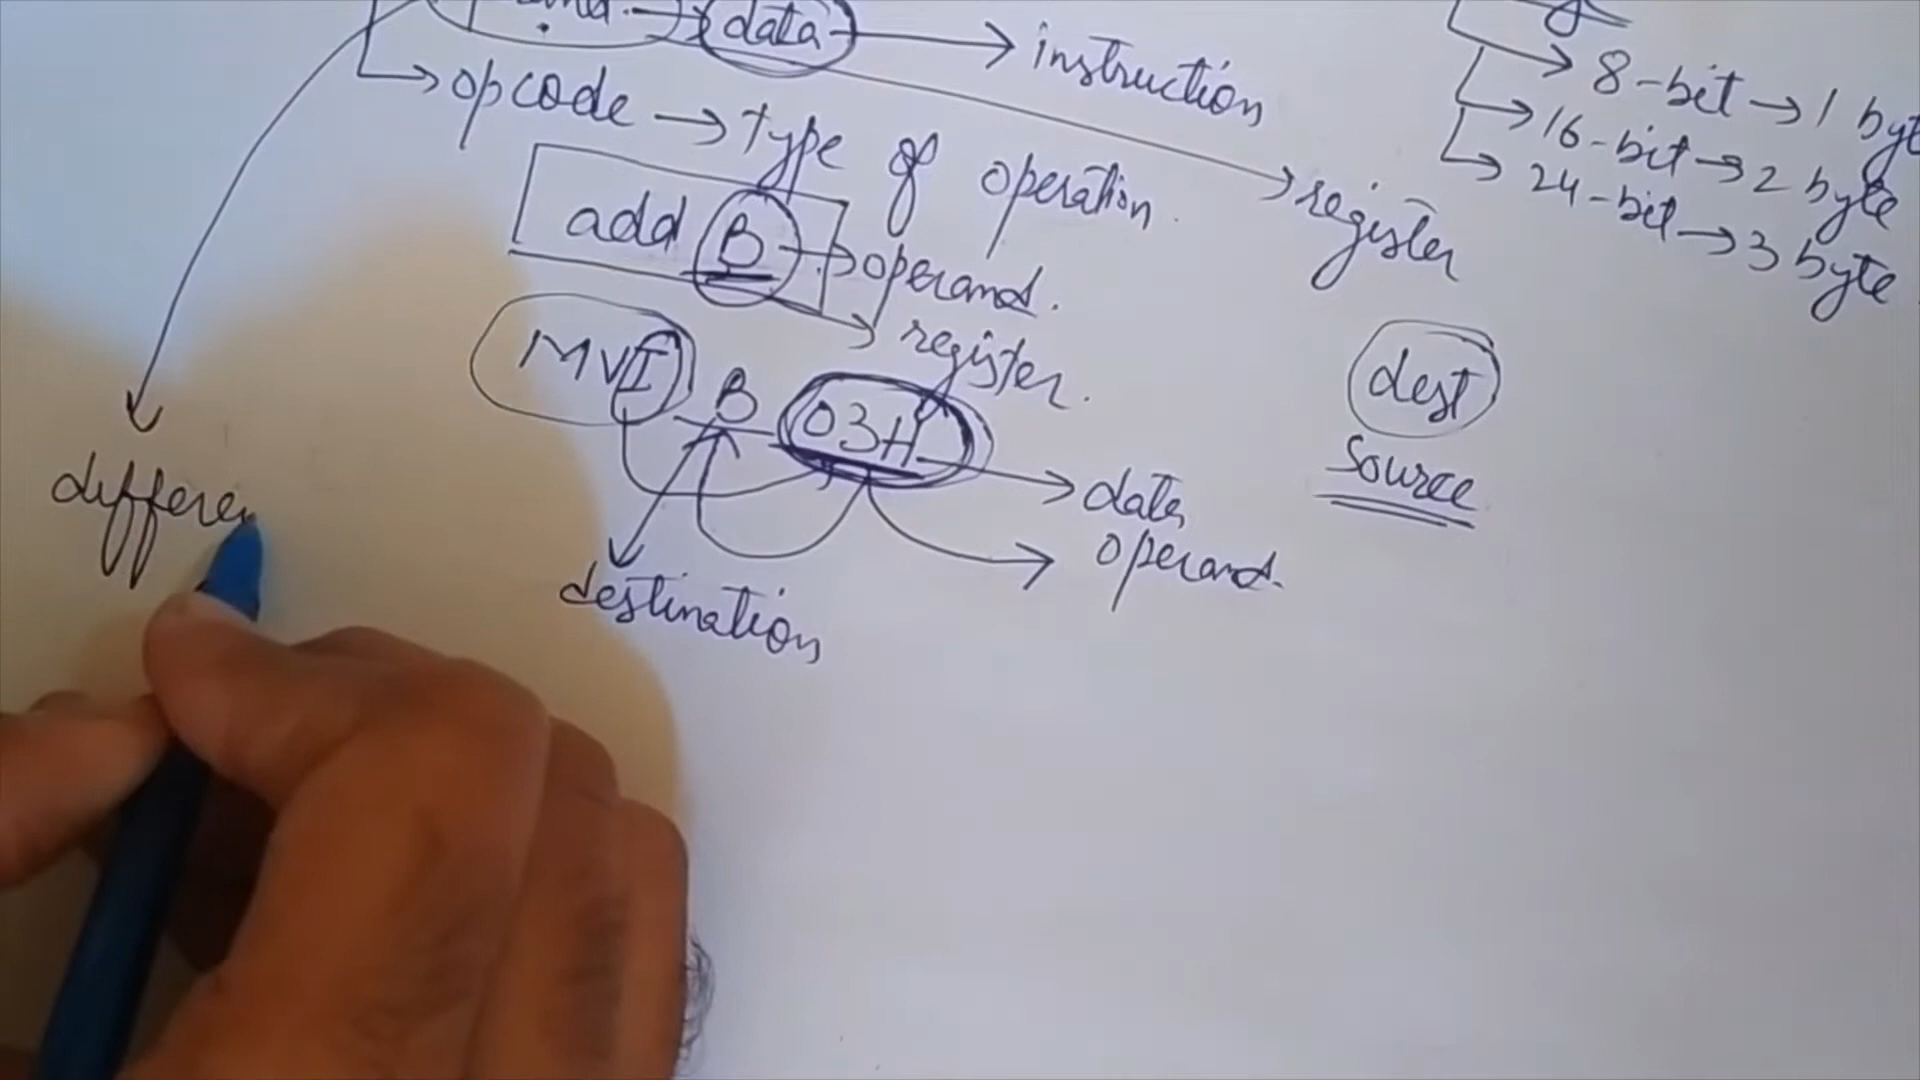 data → instruction
→ opcode → type of operation.
→ register
8-bit → 1 byt
16-bit → 2 byte
24-bit → 3 byte
add B → operand.
register.
MVI B 03H
dest
Source
data
operand.
destination
differen